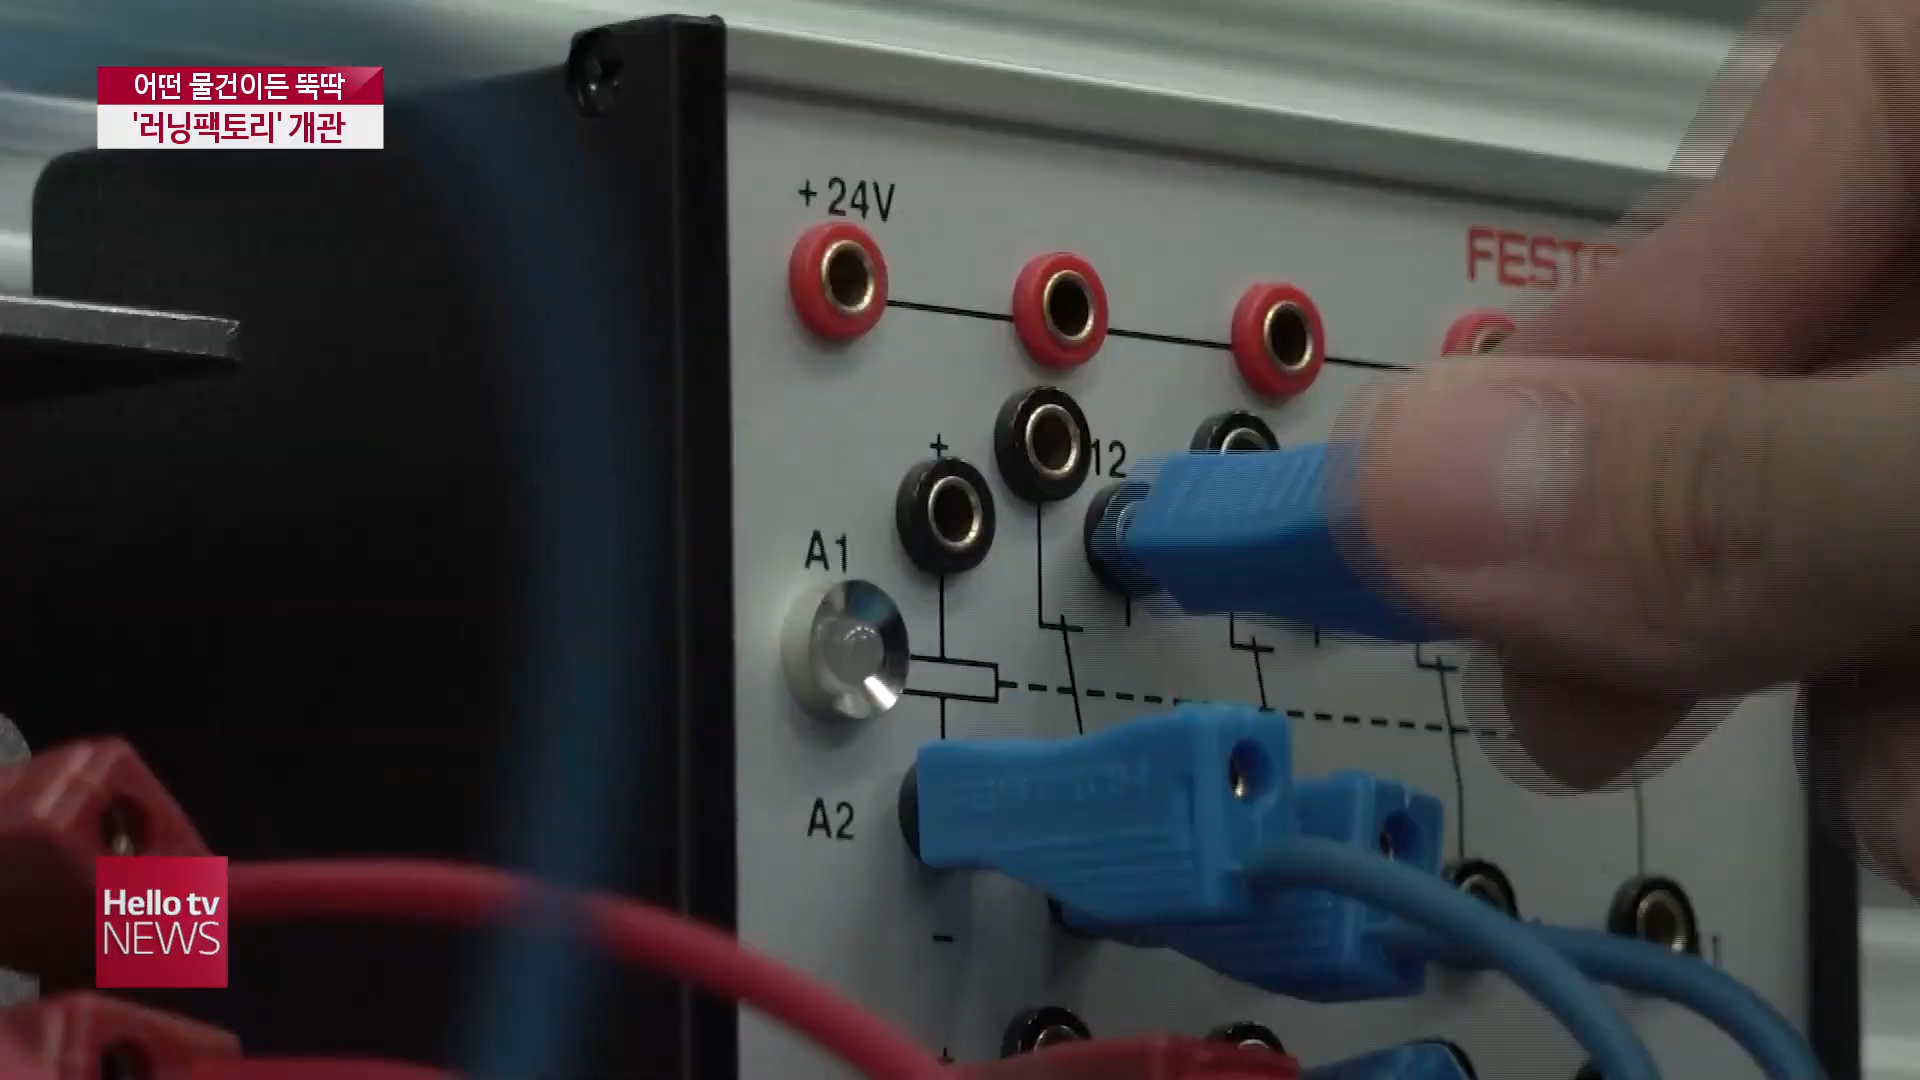 어떤 물건이든 뚝딱
'러닝팩토리' 개관
+24V
FEST
+
12
A1
A2
−
+
Hello tv
NEWS